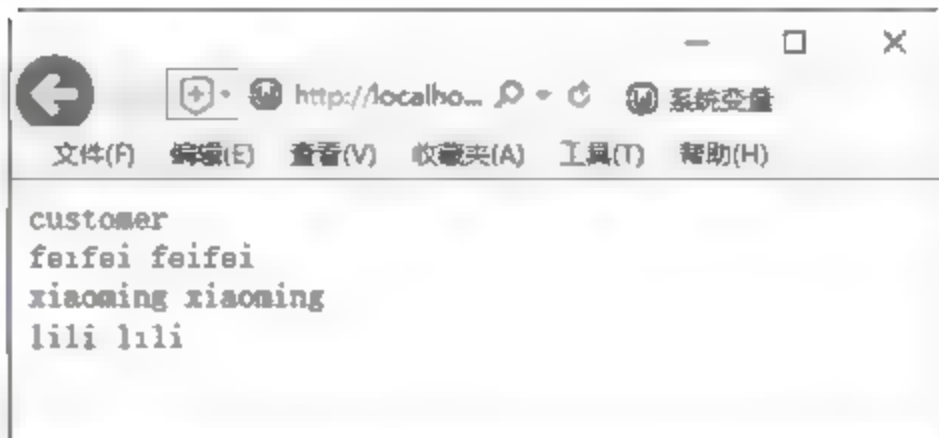 http://localho...
系统变量
文件(F) 编辑(E) 查看(V) 收藏夹(A) 工具(T) 帮助(H)
customer
feifei feifei
xiaoming xiaoming
lili lili